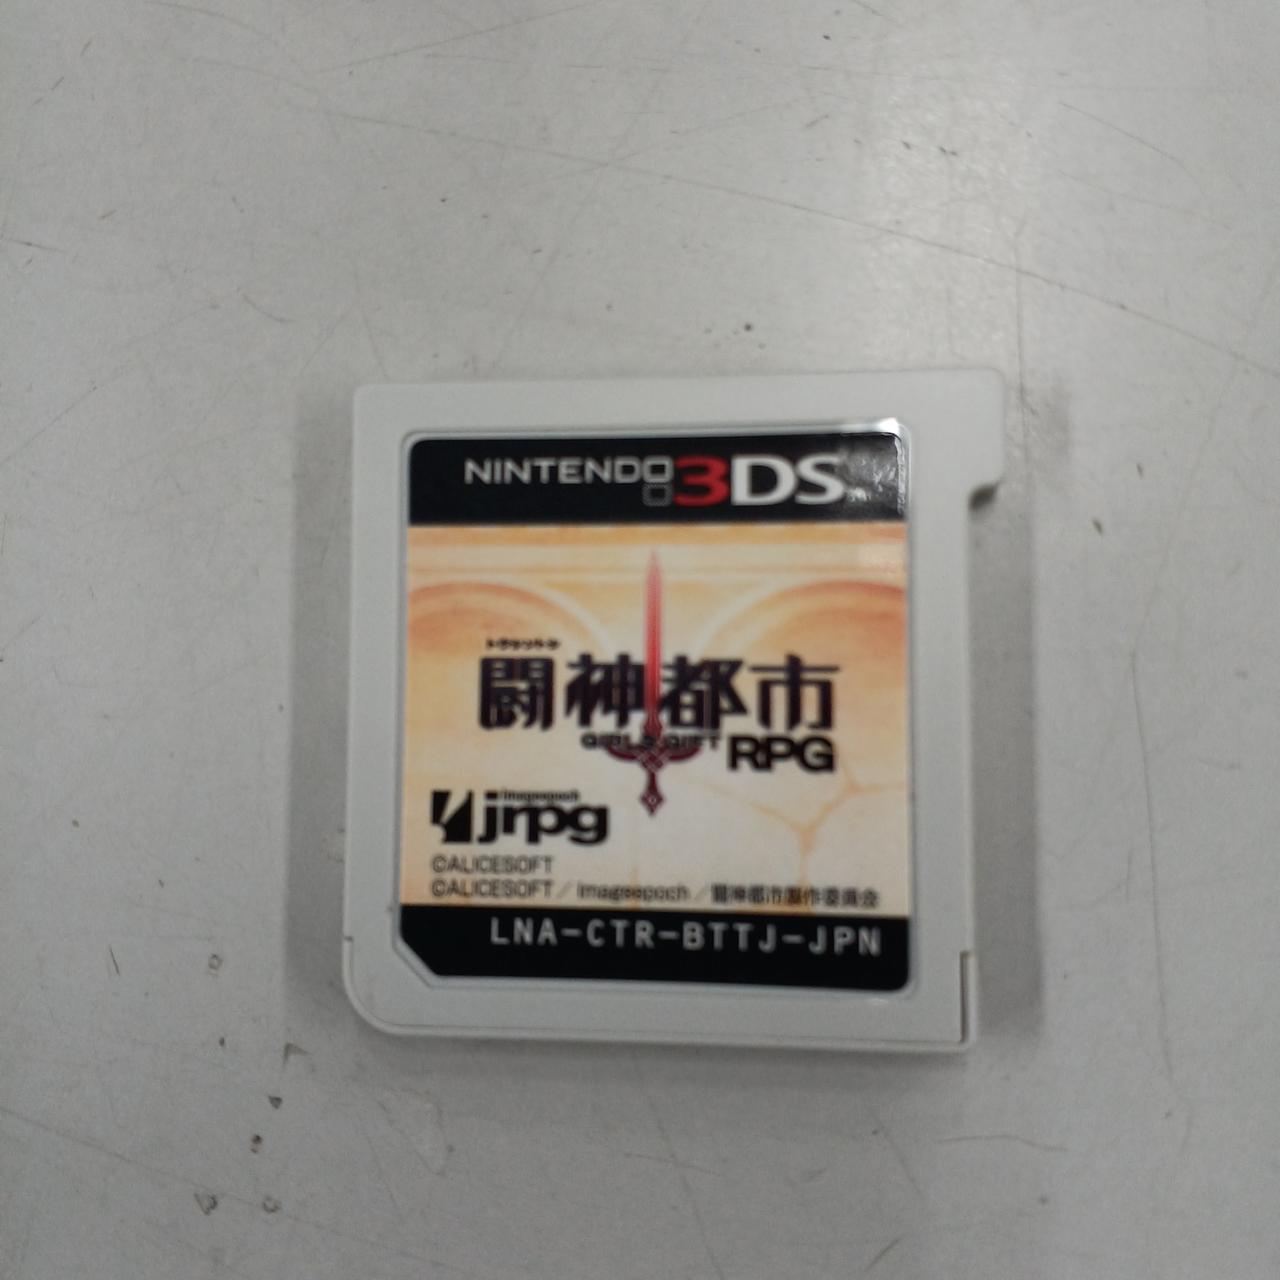 NINTENDO 3DS
トウシントシ
闘神都市
GIRLS GIFT RPG
imageepoch
jrpg
©ALICESOFT
©ALICESOFT/imageepoch/闘神都市製作委員会
LNA-CTR-BTTJ-JPN